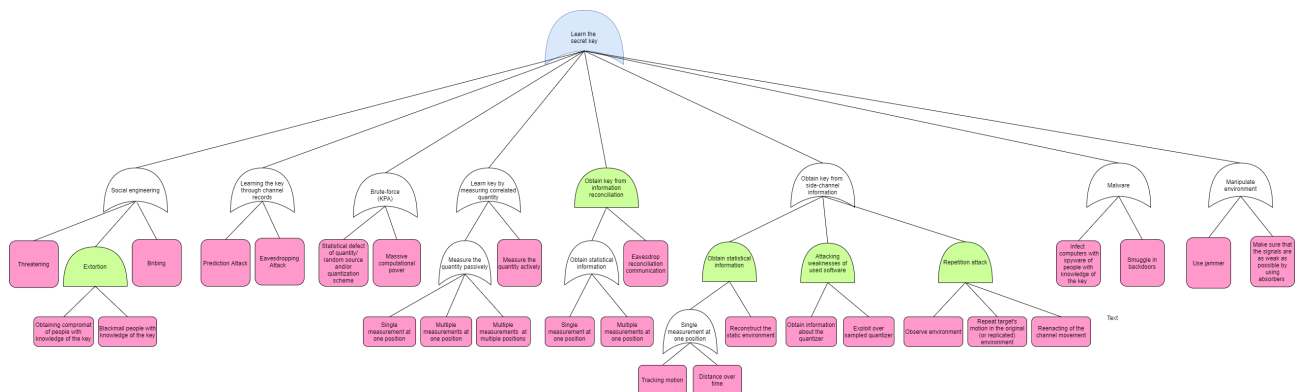 Learn the
secret key
Social engineering
Learning the key
through channel
records
Brute-force
(KPA)
Learn key by
measuring correlated
quantity
Obtain key from
information
reconciliation
Obtain key from
side-channel
information
Malware
Manipulate
environment
Threatening
Extortion
Bribing
Prediction Attack
Eavesdropping
Attack
Statistical defect
of quantity/
random source
and/or
quantization
scheme
Massive
computational
power
Measure the
quantity passively
Measure the
quantity actively
Obtain statistical
information
Eavesdrop
reconciliation
communication
Obtain statistical
information
Attacking
weaknesses of
used software
Repetition attack
Infect
computers with
spyware of
people with
knowledge of
the key
Smuggle in
backdoors
Use jammer
Make sure that
the signals are
as weak as
possible by
using
absorbers
Obtaining compromat
of people with
knowledge of the key
Blackmail people with
knowledge of the key
Single
measurement at
one position
Multiple
measurements at
one position
Multiple
measurements at
multiple positions
Single
measurement at
one position
Multiple
measurements at
one position
Single
measurement at
one position
Reconstruct the
static environment
Obtain information
about the
quantizer
Exploit over
sampled quantizer
Observe environment
Repeat target's
motion in the original
(or replicated)
environment
Reenacting of the
channel movement
Text
Tracking motion
Distance over
time